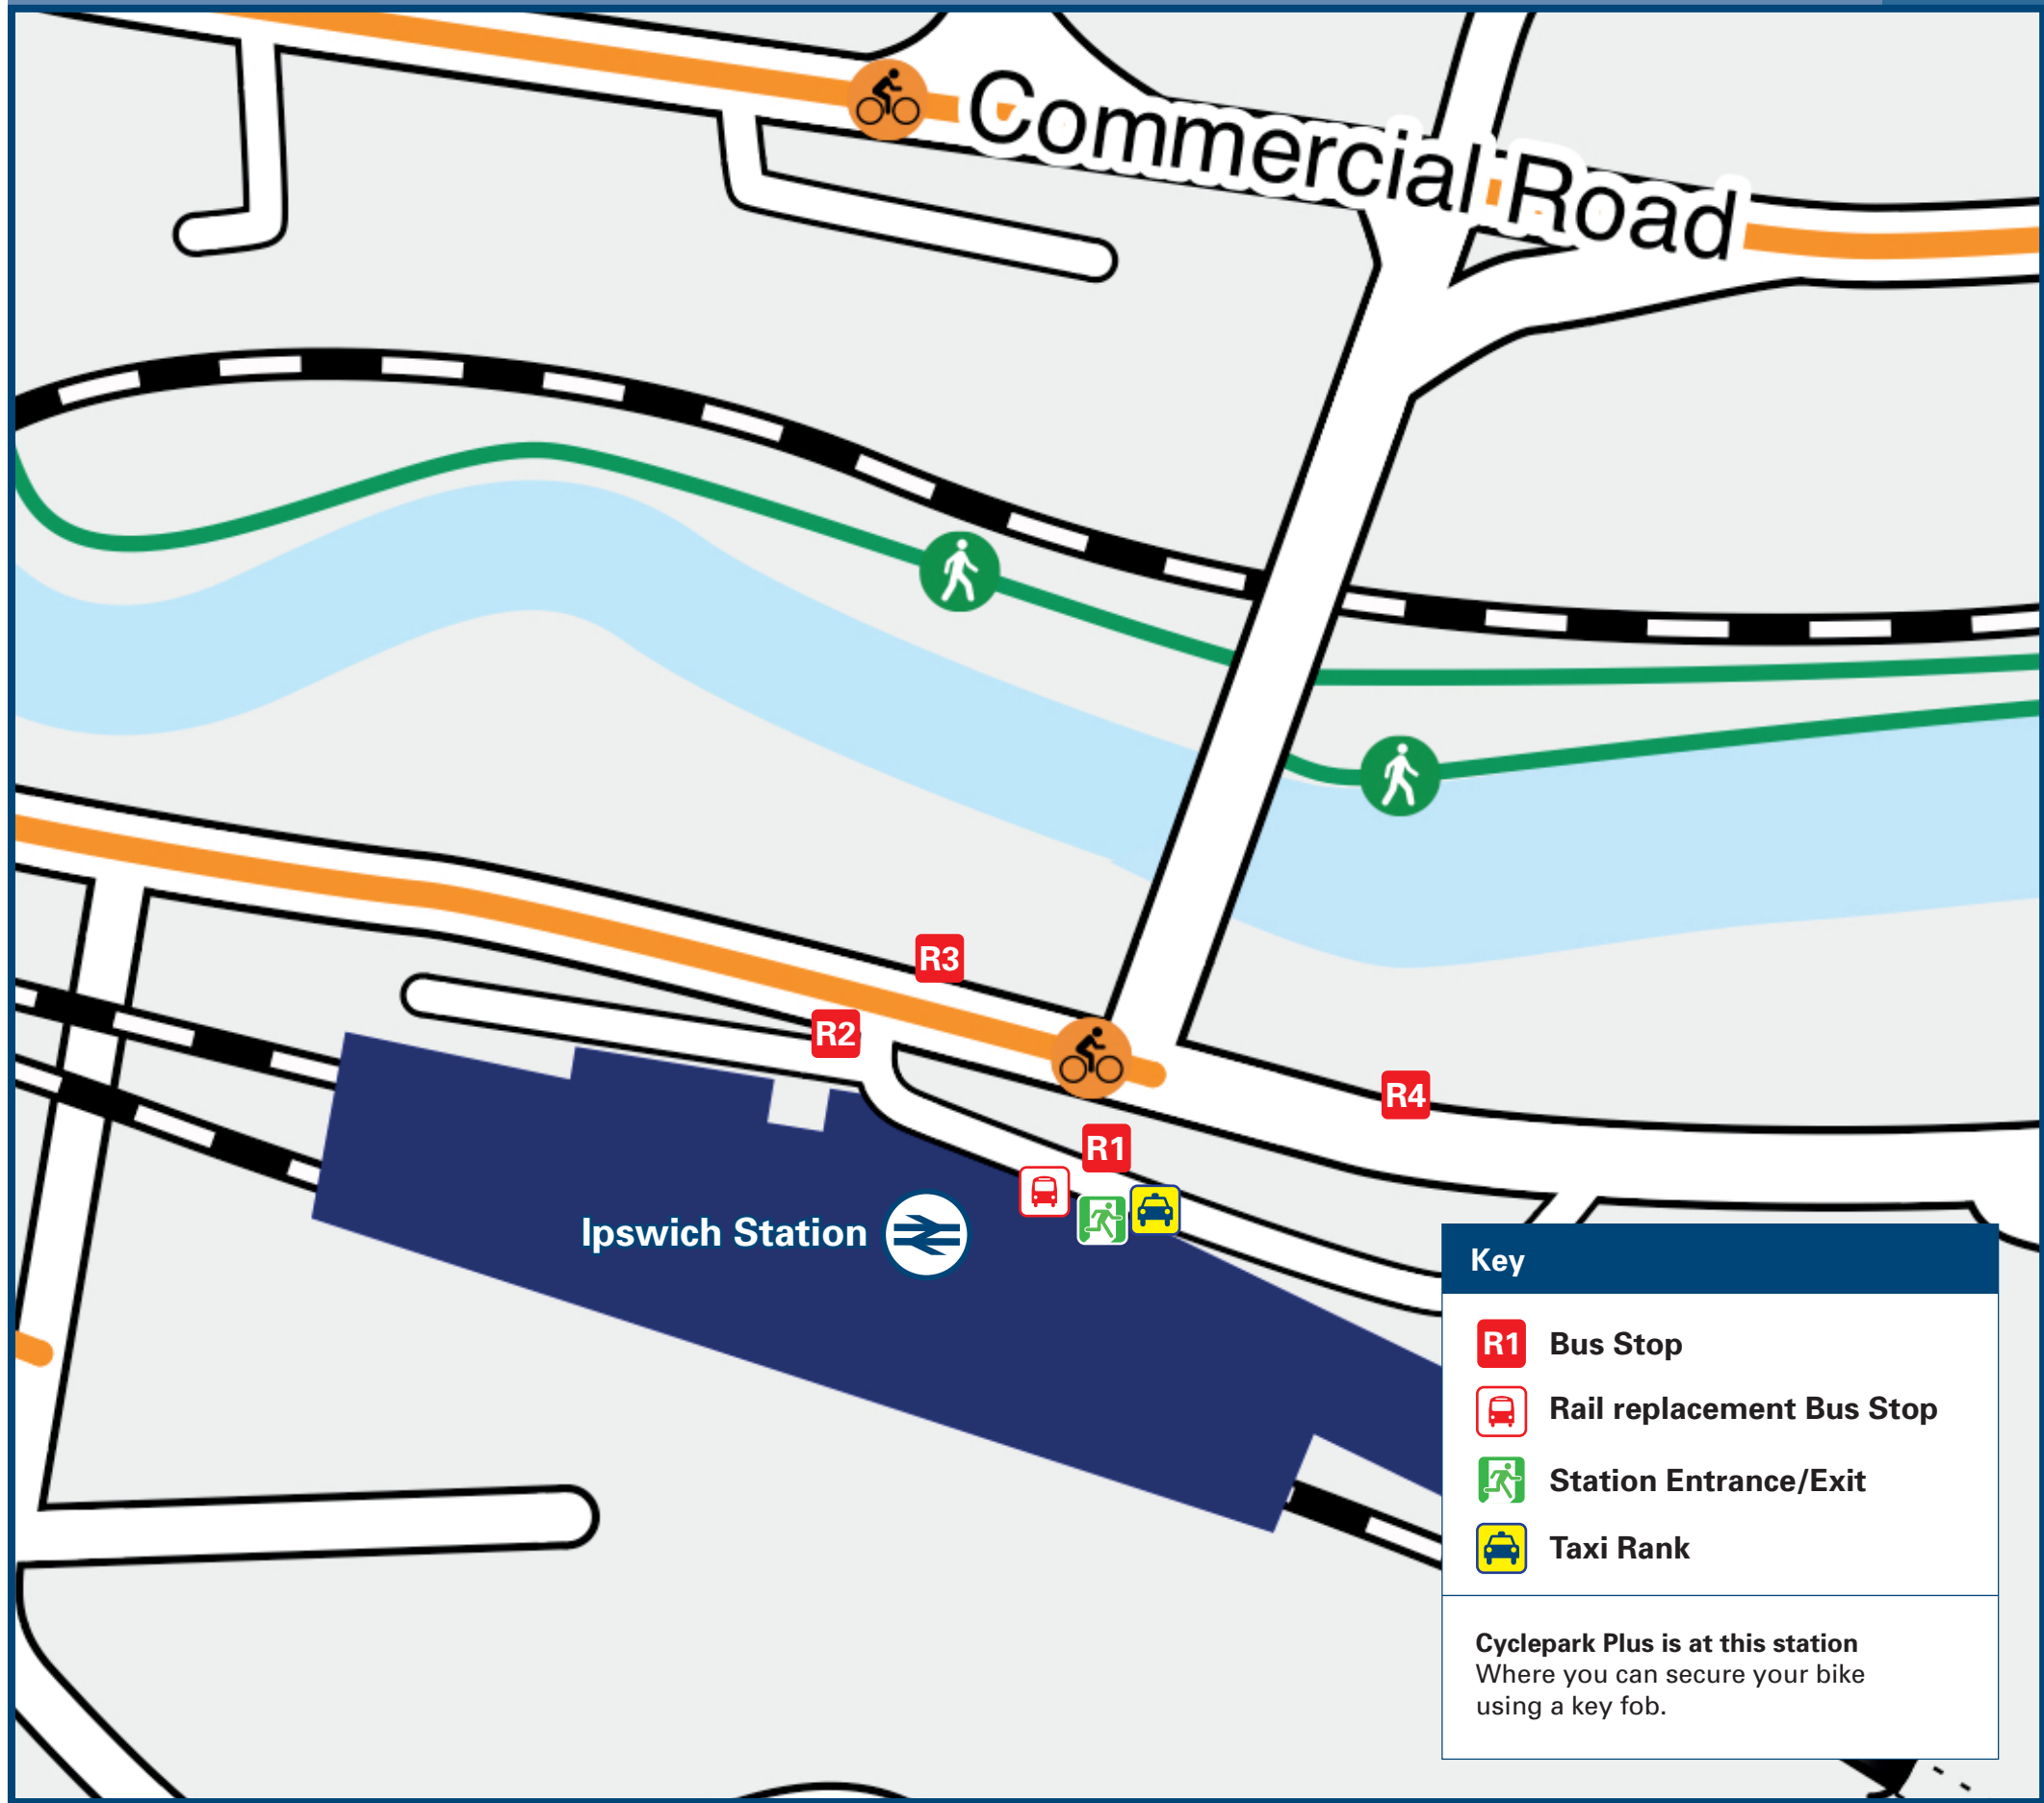 Commercial Road
R3
R2
R4
R1
Ipswich Station
Key
R1 Bus Stop
Rail replacement Bus Stop
Station Entrance/Exit
Taxi Rank
Cyclepark Plus is at this station
Where you can secure your bike
using a key fob.